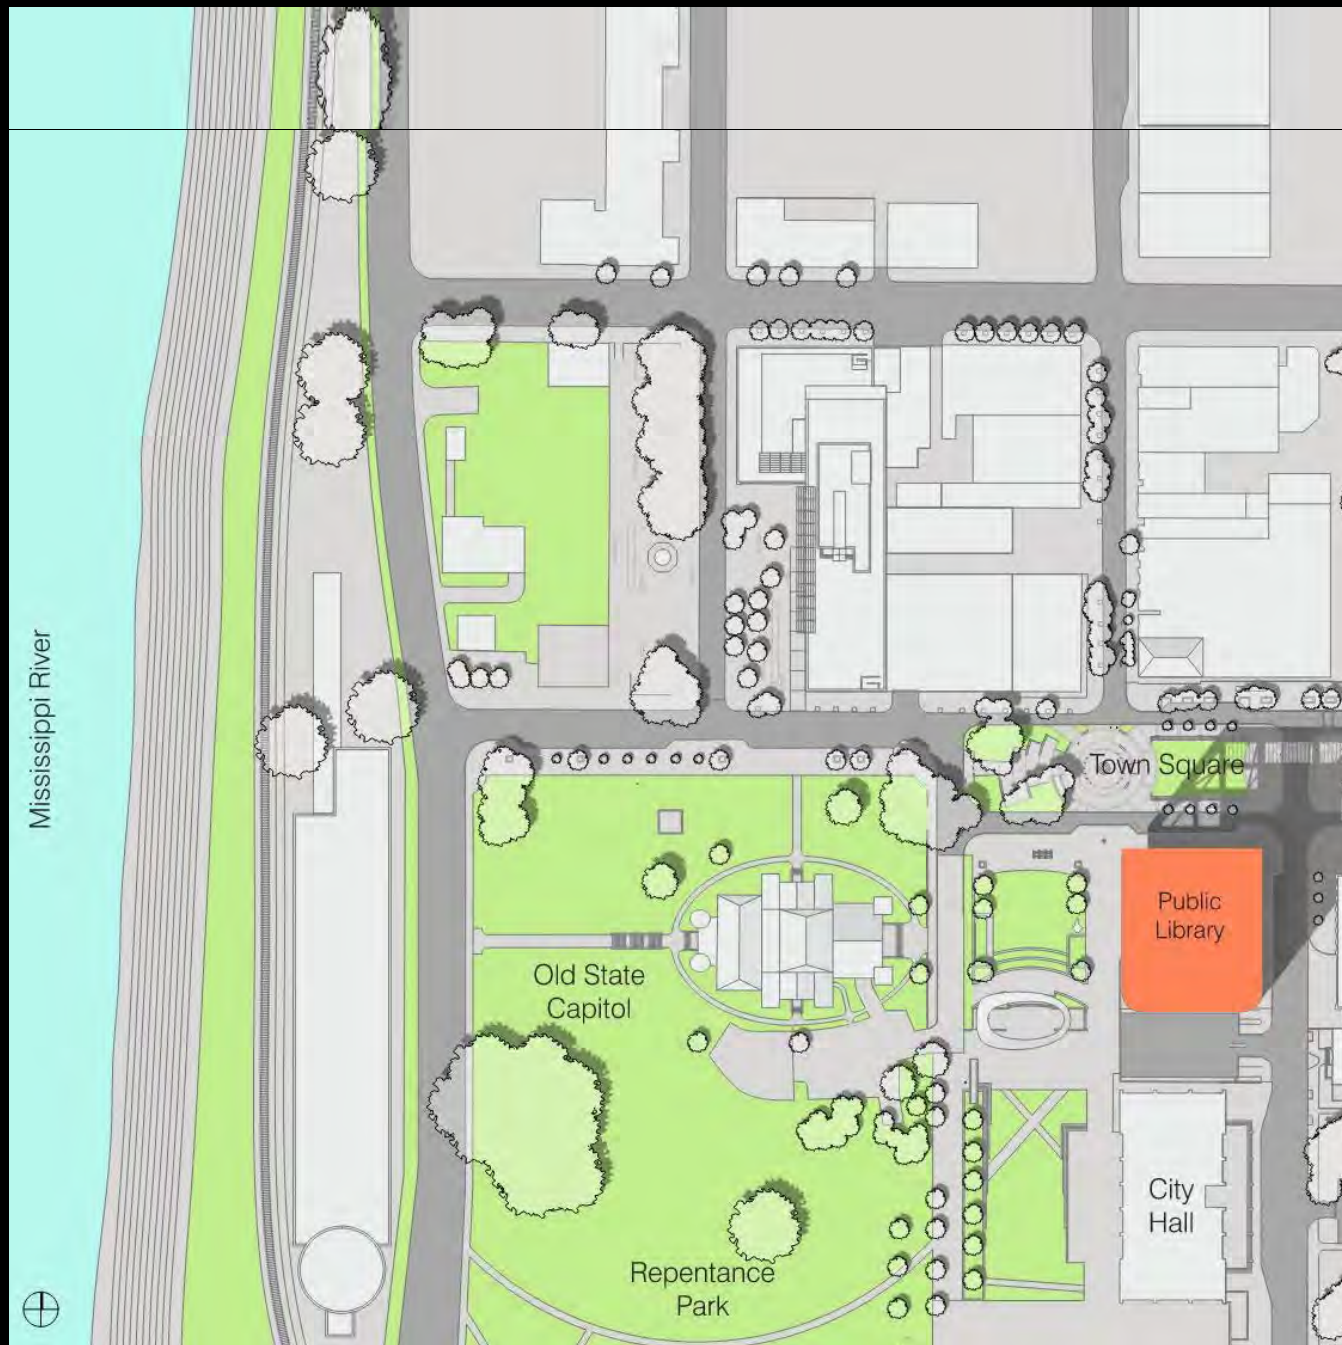 Mississippi River
Town Square
Public
Library
Old State
Capitol
City
Hall
Repentance
Park